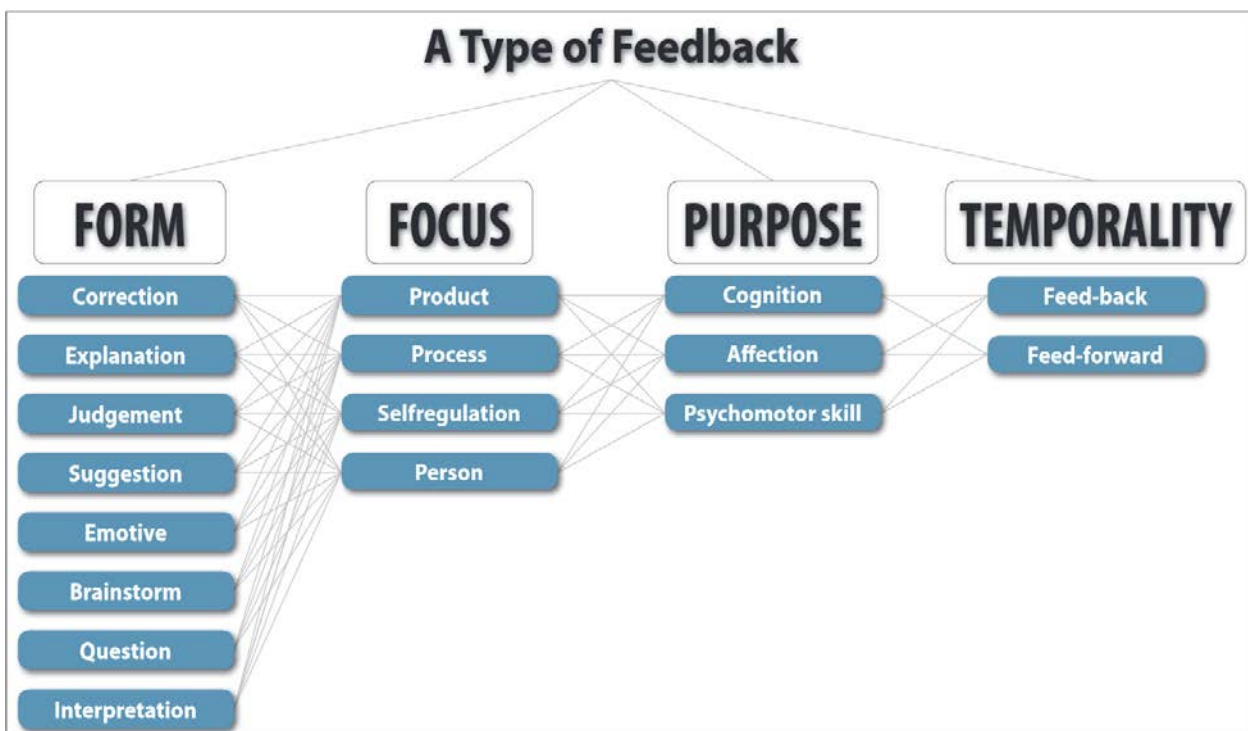 A Type of Feedback
FORM
FOCUS
PURPOSE
TEMPORALITY
Correction
Product
Cognition
Feed-back
Explanation
Process
Affection
Feed-forward
Judgement
Selfregulation
Psychomotor skill
Suggestion
Person
Emotive
Brainstorm
Question
Interpretation